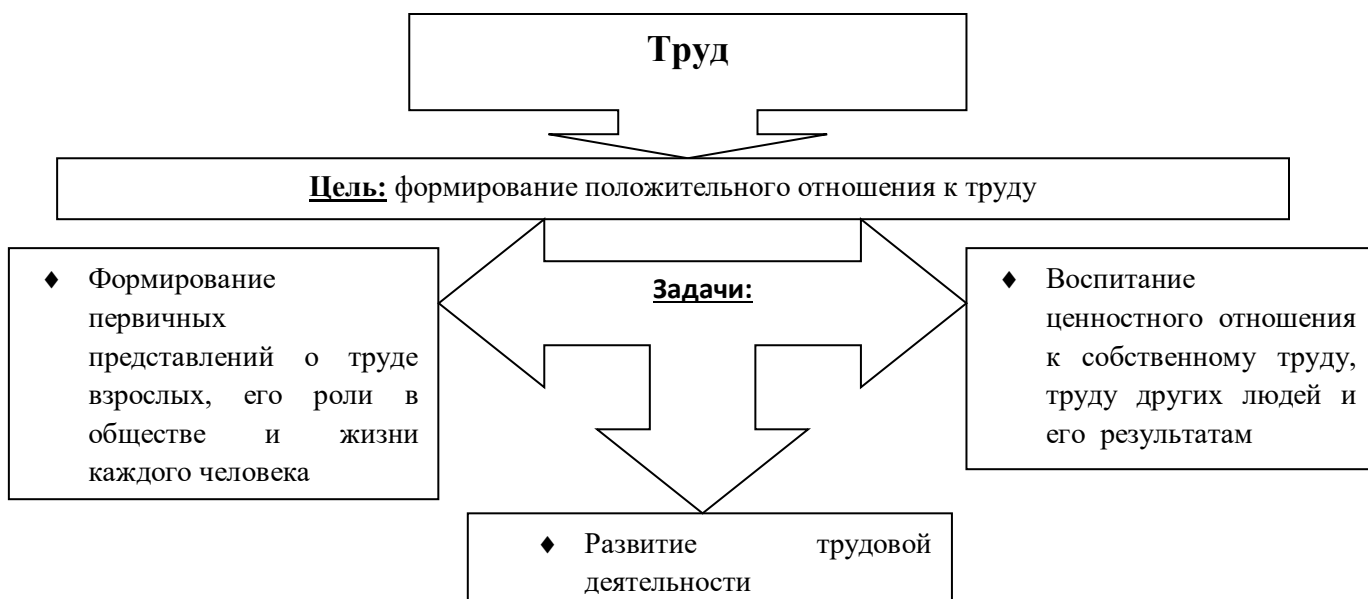 Труд
Цель: формирование положительного отношения к труду
Задачи:
♦ Формирование
первичных
представлений о труде
взрослых, его роли в
обществе и жизни
каждого человека
♦ Воспитание
ценностного отношения
к собственному труду,
труду других людей и
его результатам
♦ Развитие трудовой
деятельности